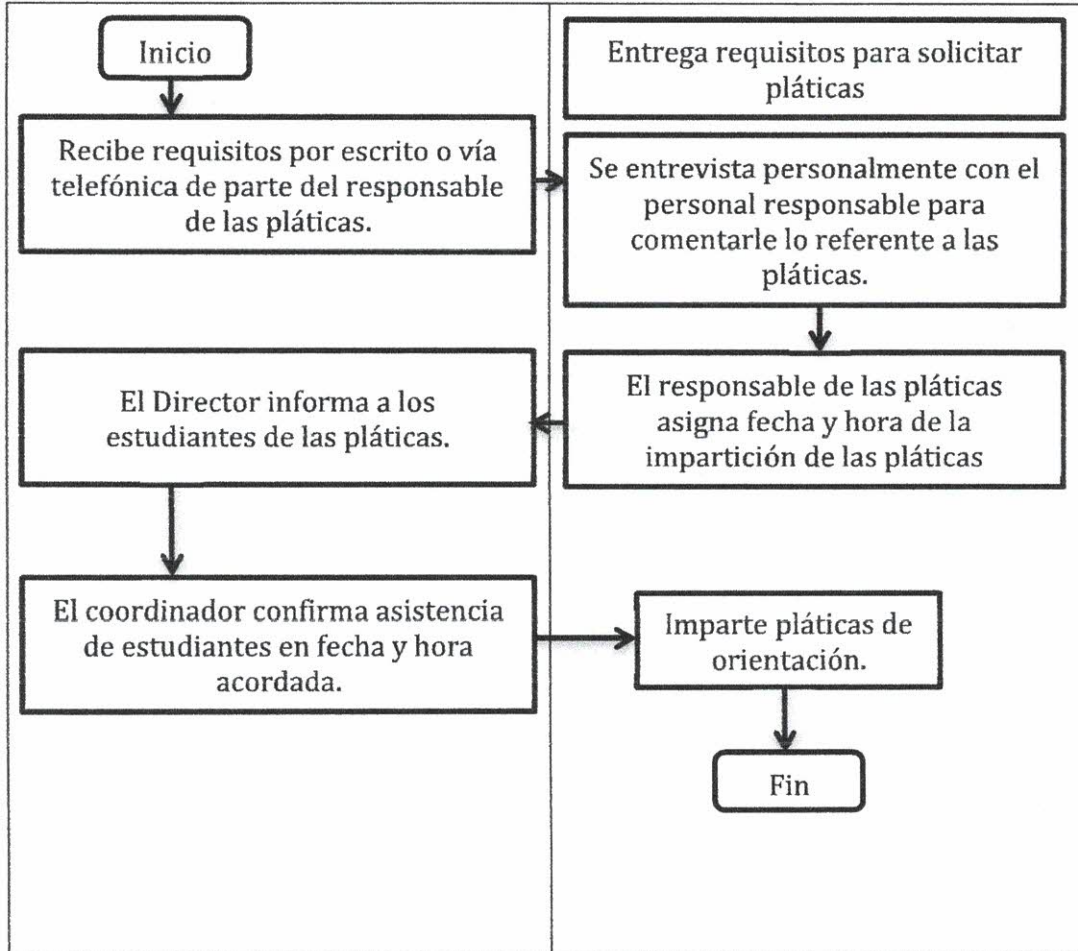 Inicio
Entrega requisitos para solicitar
pláticas
Recibe requisitos por escrito o vía
telefónica de parte del responsable
de las pláticas.
Se entrevista personalmente con el
personal responsable para
comentarle lo referente a las
pláticas.
El responsable de las pláticas
asigna fecha y hora de la
impartición de las pláticas
El Director informa a los
estudiantes de las pláticas.
El coordinador confirma asistencia
de estudiantes en fecha y hora
acordada.
Imparte pláticas de
orientación.
Fin